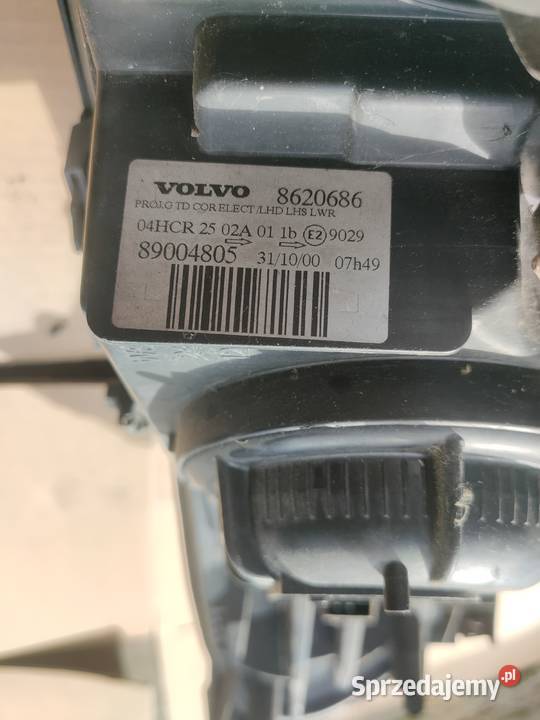 VOLVO 8620686
PROJ.G TD COR ELECT /LHD LHS LWR
04HCR 25 02A 01 1b E2 9029
89004805 31/10/00 07h49
Sprzedajemy.pl